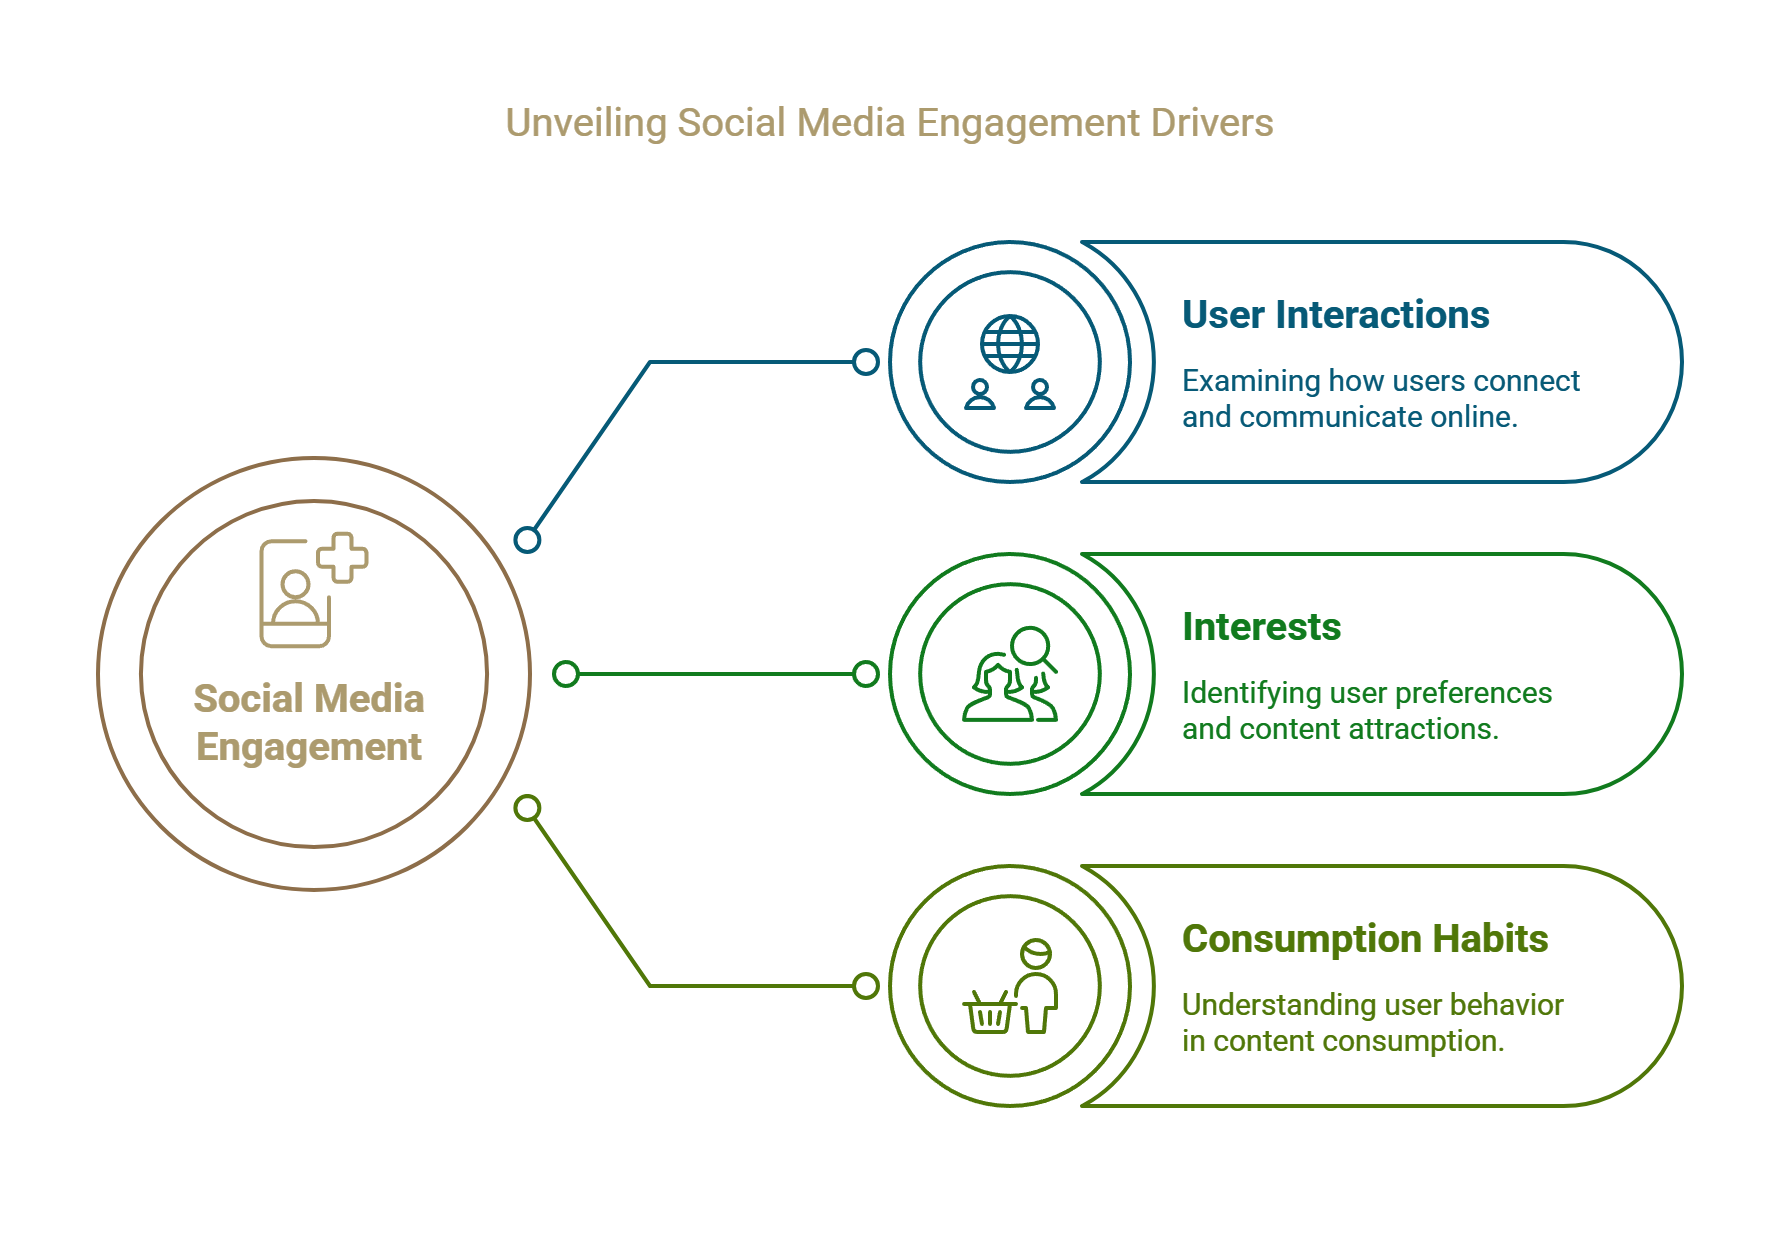 Unveiling Social Media Engagement Drivers
User Interactions
Examining how users connect
and communicate online.
Social Media
Engagement
Interests
Identifying user preferences
and content attractions.
Consumption Habits
Understanding user behavior
in content consumption.